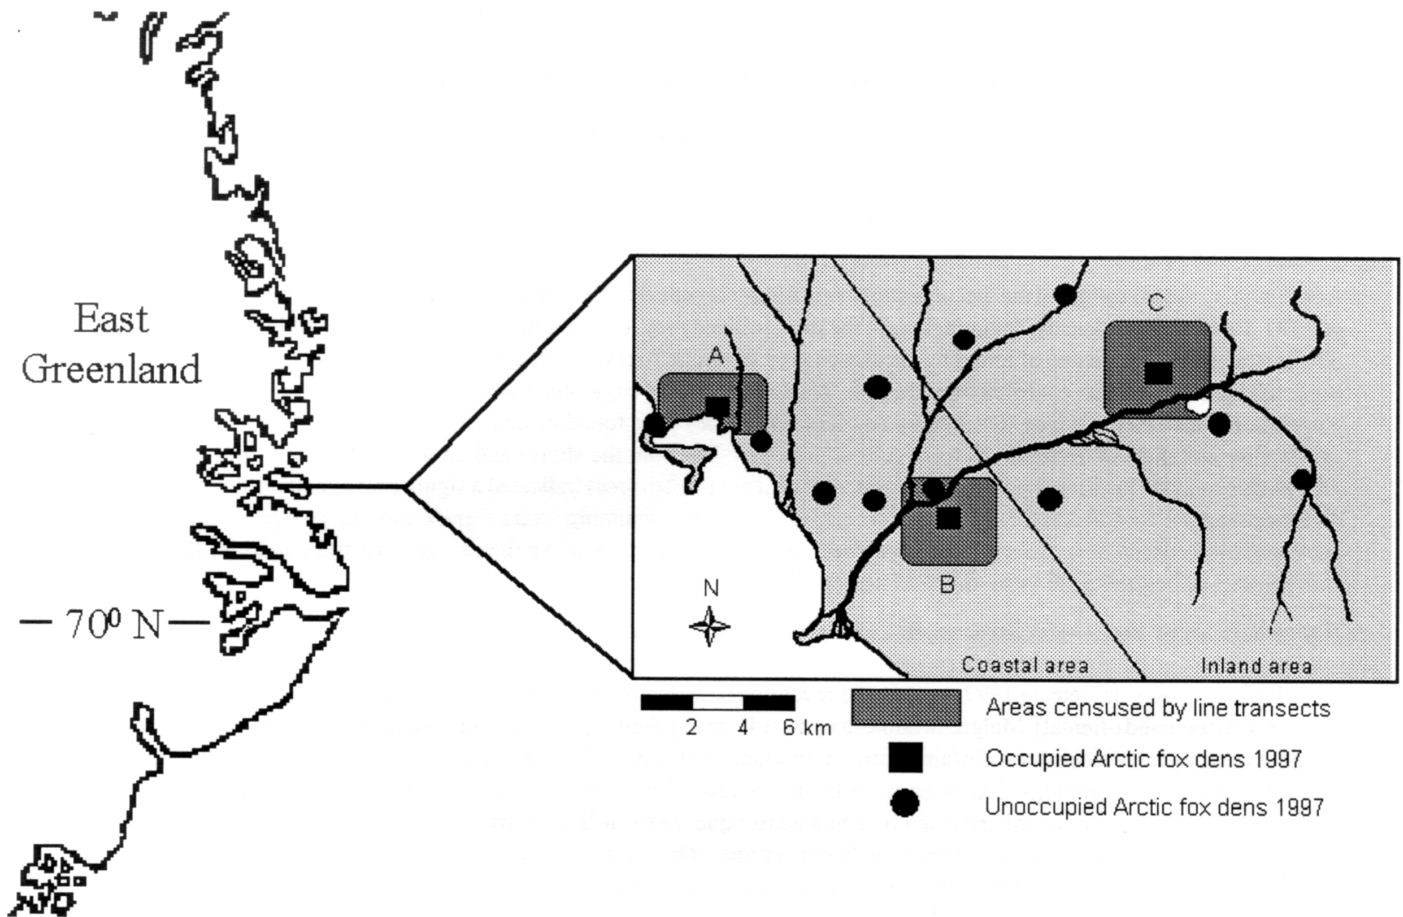 East
Greenland
70⁰ N
A
B
C
N
Coastal area
Inland area
2 4 6 km
Areas censused by line transects
Occupied Arctic fox dens 1997
Unoccupied Arctic fox dens 1997